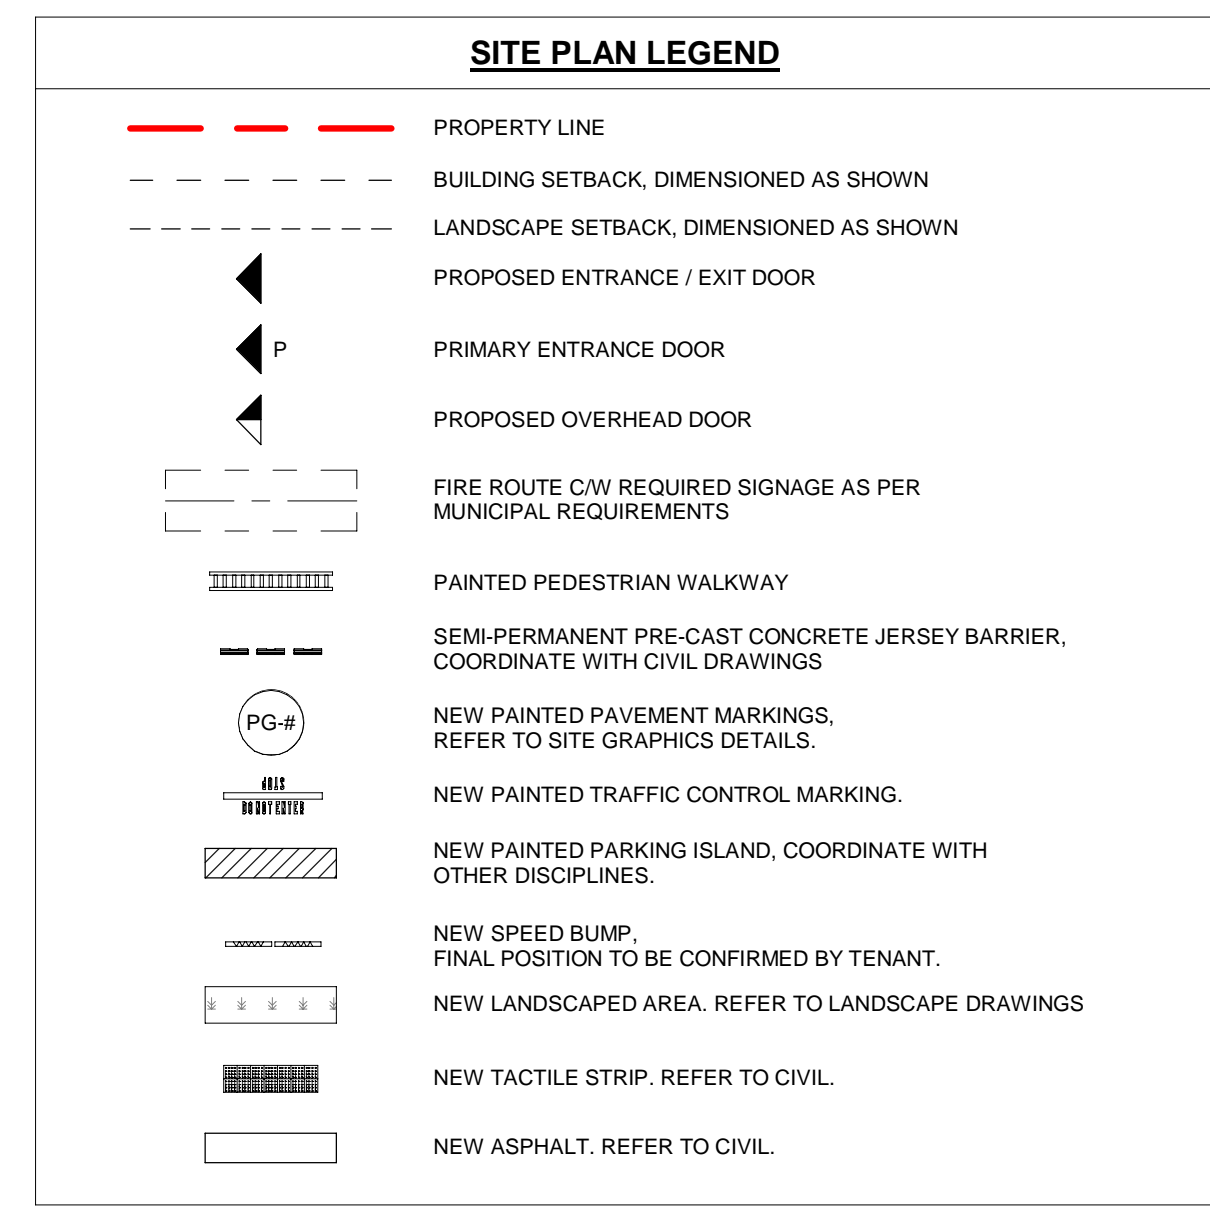 SITE PLAN LEGEND
PROPERTY LINE
BUILDING SETBACK, DIMENSIONED AS SHOWN
LANDSCAPE SETBACK, DIMENSIONED AS SHOWN
PROPOSED ENTRANCE / EXIT DOOR
P
PRIMARY ENTRANCE DOOR
PROPOSED OVERHEAD DOOR
FIRE ROUTE C/W REQUIRED SIGNAGE AS PER
MUNICIPAL REQUIREMENTS
PAINTED PEDESTRIAN WALKWAY
SEMI-PERMANENT PRE-CAST CONCRETE JERSEY BARRIER,
COORDINATE WITH CIVIL DRAWINGS
PG-#
NEW PAINTED PAVEMENT MARKINGS,
REFER TO SITE GRAPHICS DETAILS.
STOP
DO NOT ENTER
NEW PAINTED TRAFFIC CONTROL MARKING.
NEW PAINTED PARKING ISLAND, COORDINATE WITH
OTHER DISCIPLINES.
NEW SPEED BUMP,
FINAL POSITION TO BE CONFIRMED BY TENANT.
NEW LANDSCAPED AREA. REFER TO LANDSCAPE DRAWINGS
NEW TACTILE STRIP. REFER TO CIVIL.
NEW ASPHALT. REFER TO CIVIL.